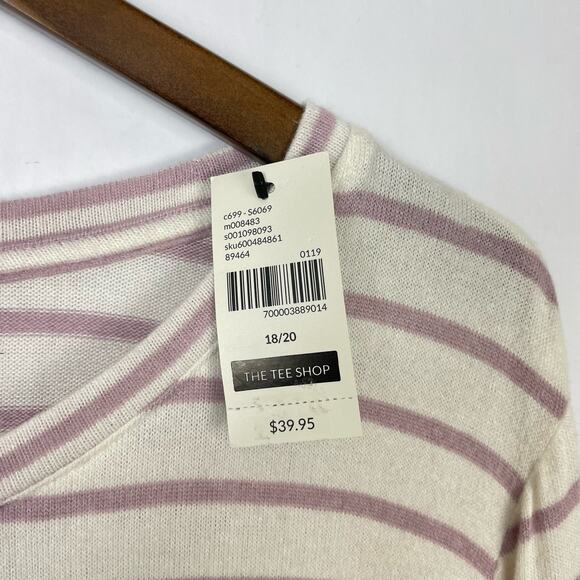 c699 - S6069
m008483
s001098093
sku600484861
89464 0119
700003889014
18/20
THE TEE SHOP
$39.95